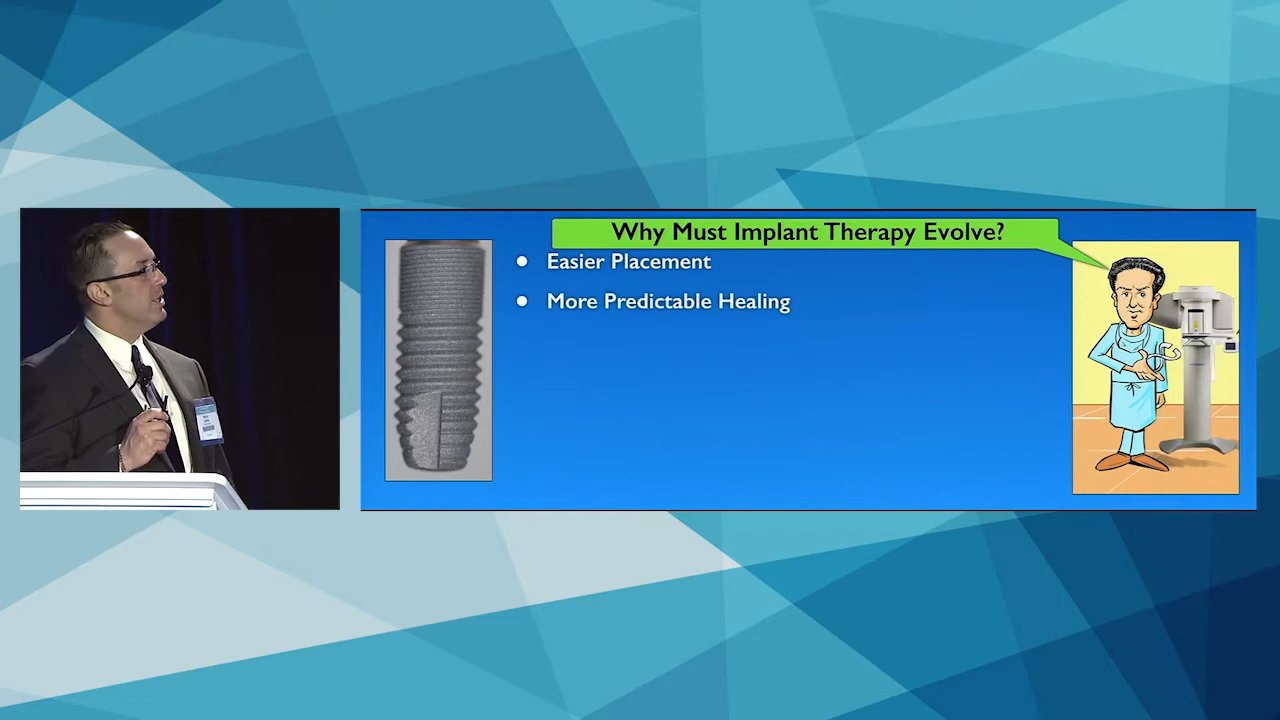 Why Must Implant Therapy Evolve?
• Easier Placement
• More Predictable Healing